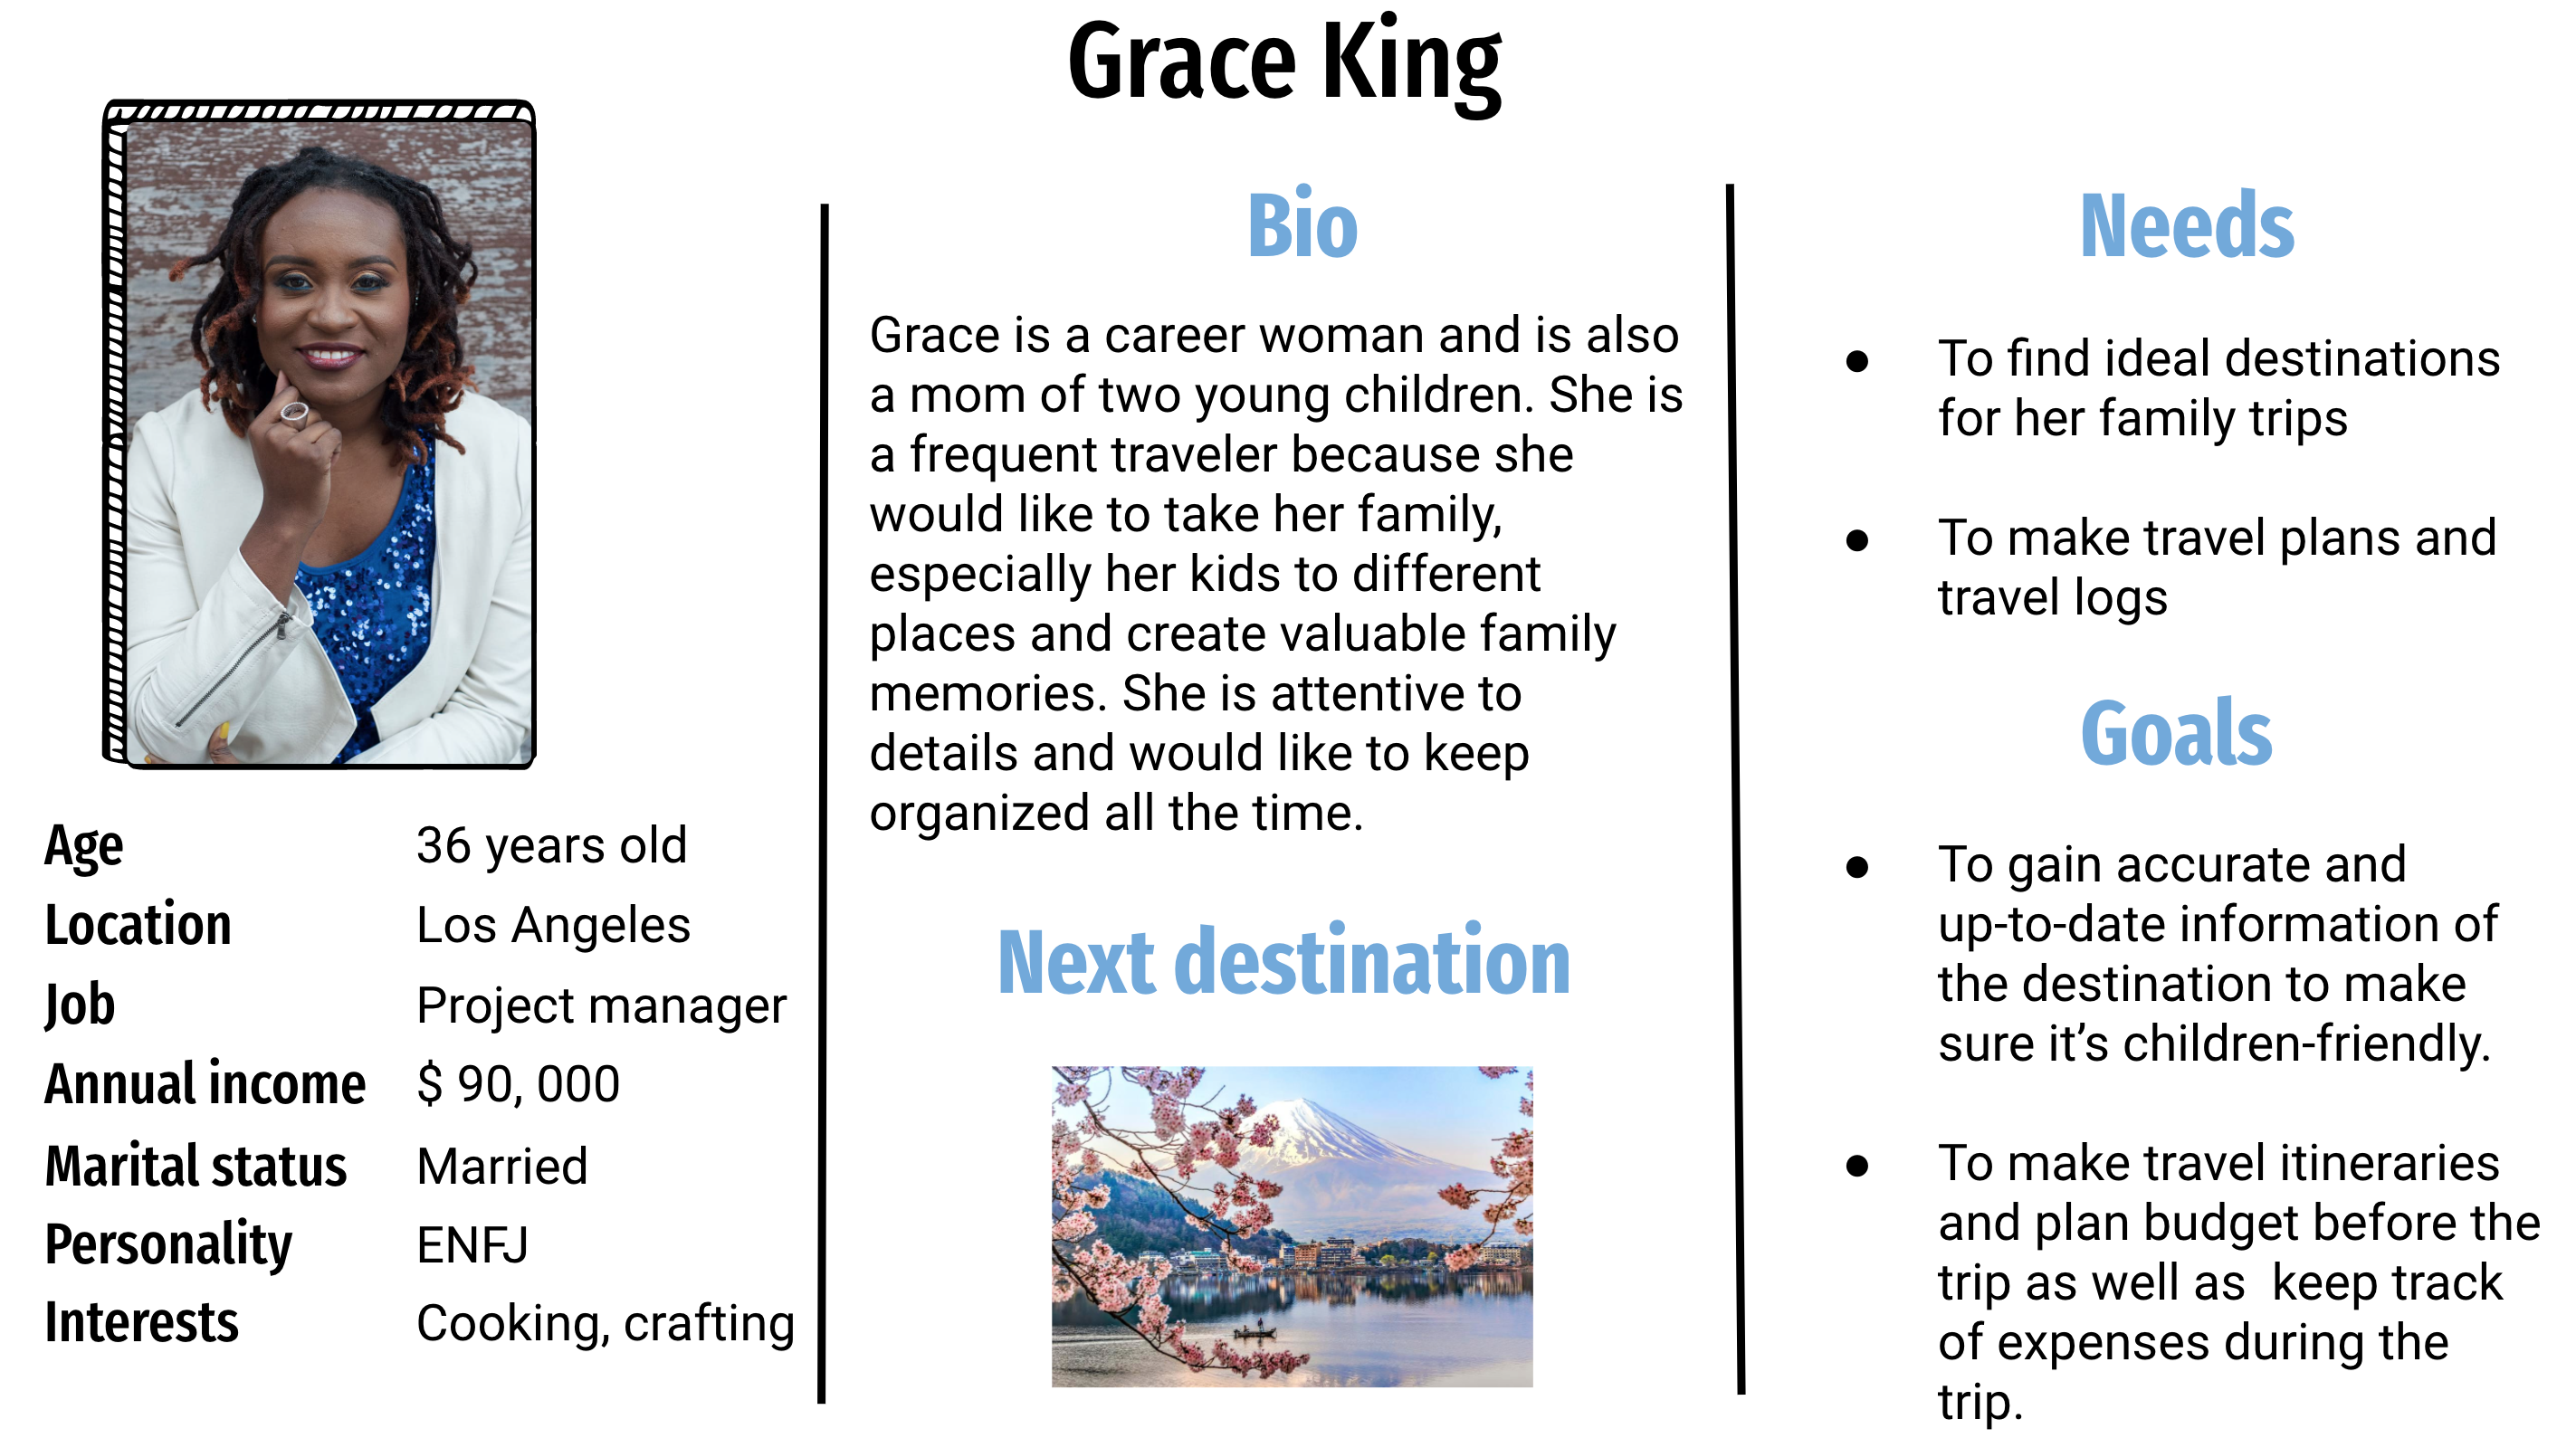 Grace King
Age 36 years old
Location Los Angeles
Job Project manager
Annual income $ 90, 000
Marital status Married
Personality ENFJ
Interests Cooking, crafting
Bio
Grace is a career woman and is also
a mom of two young children. She is
a frequent traveler because she
would like to take her family,
especially her kids to different
places and create valuable family
memories. She is attentive to
details and would like to keep
organized all the time.
Next destination
Needs
● To find ideal destinations
for her family trips
● To make travel plans and
travel logs
Goals
● To gain accurate and
up-to-date information of
the destination to make
sure it’s children-friendly.
● To make travel itineraries
and plan budget before the
trip as well as  keep track
of expenses during the
trip.